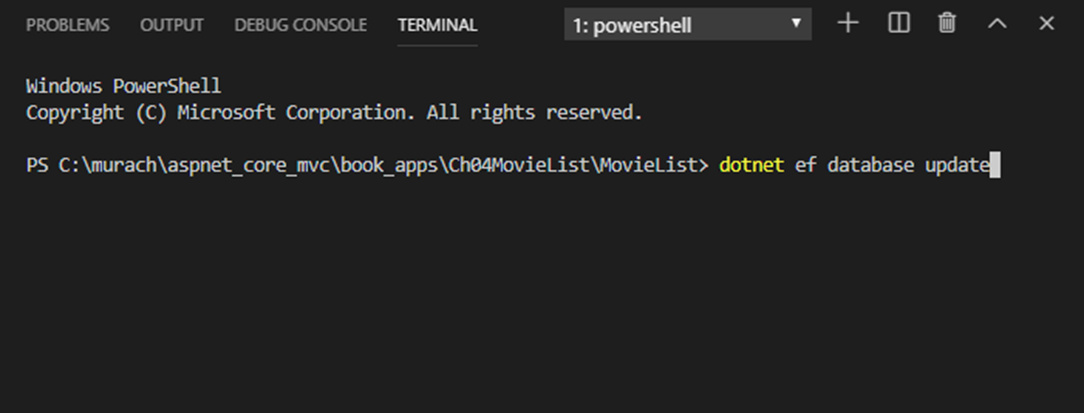 PROBLEMS OUTPUT DEBUG CONSOLE TERMINAL 1: powershell
Windows PowerShell
Copyright (C) Microsoft Corporation. All rights reserved.
PS C:\murach\aspnet_core_mvc\book_apps\Ch04MovieList\MovieList> dotnet ef database update